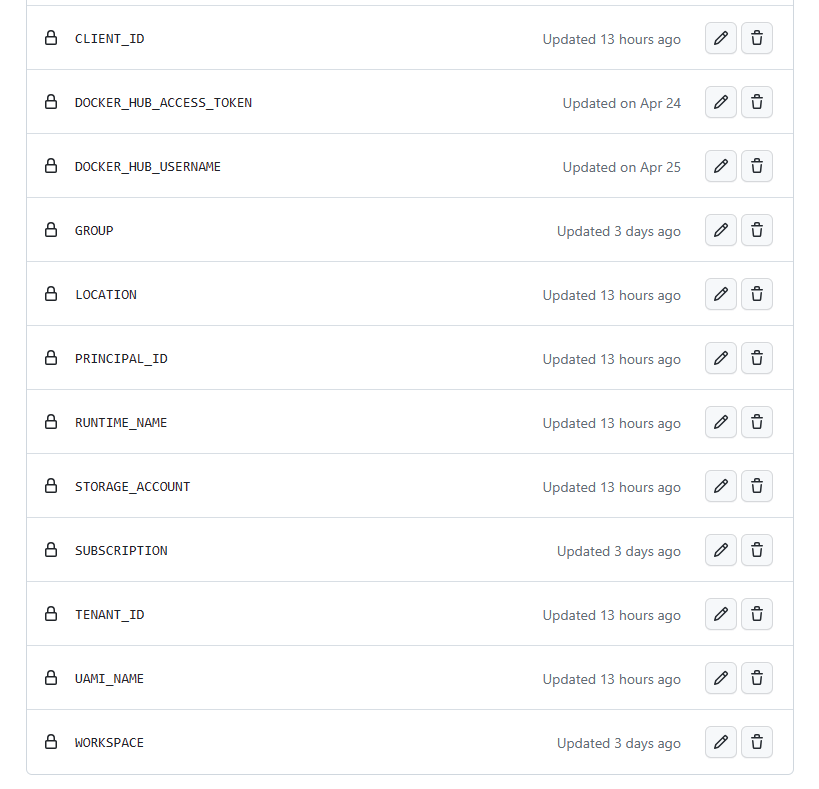 CLIENT_ID Updated 13 hours ago
DOCKER_HUB_ACCESS_TOKEN Updated on Apr 24
DOCKER_HUB_USERNAME Updated on Apr 25
GROUP Updated 3 days ago
LOCATION Updated 13 hours ago
PRINCIPAL_ID Updated 13 hours ago
RUNTIME_NAME Updated 13 hours ago
STORAGE_ACCOUNT Updated 13 hours ago
SUBSCRIPTION Updated 3 days ago
TENANT_ID Updated 13 hours ago
UAMI_NAME Updated 13 hours ago
WORKSPACE Updated 3 days ago